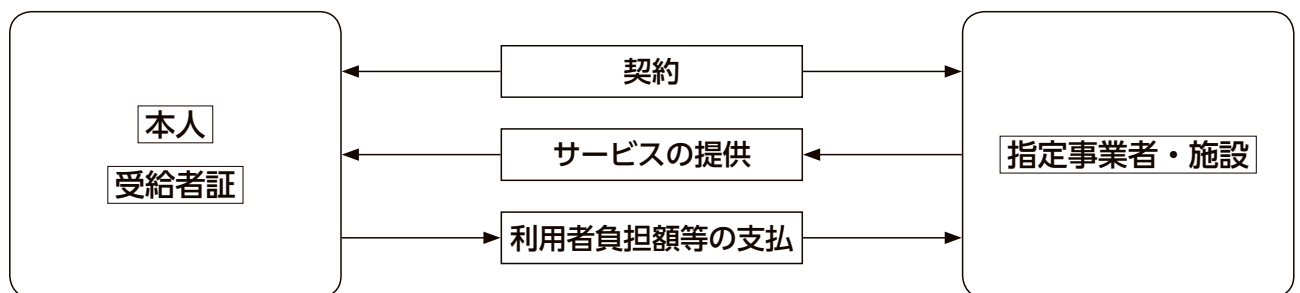 本人
受給者証
契約
サービスの提供
利用者負担額等の支払
指定事業者・施設